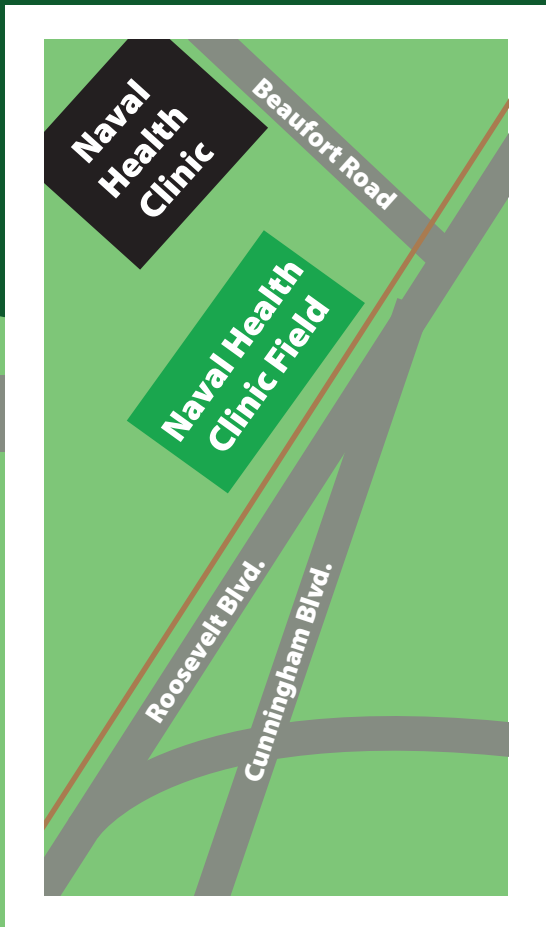 Naval
Health
Clinic
Beaufort Road
Naval Health
Clinic Field
Roosevelt Blvd.
Cunningham Blvd.